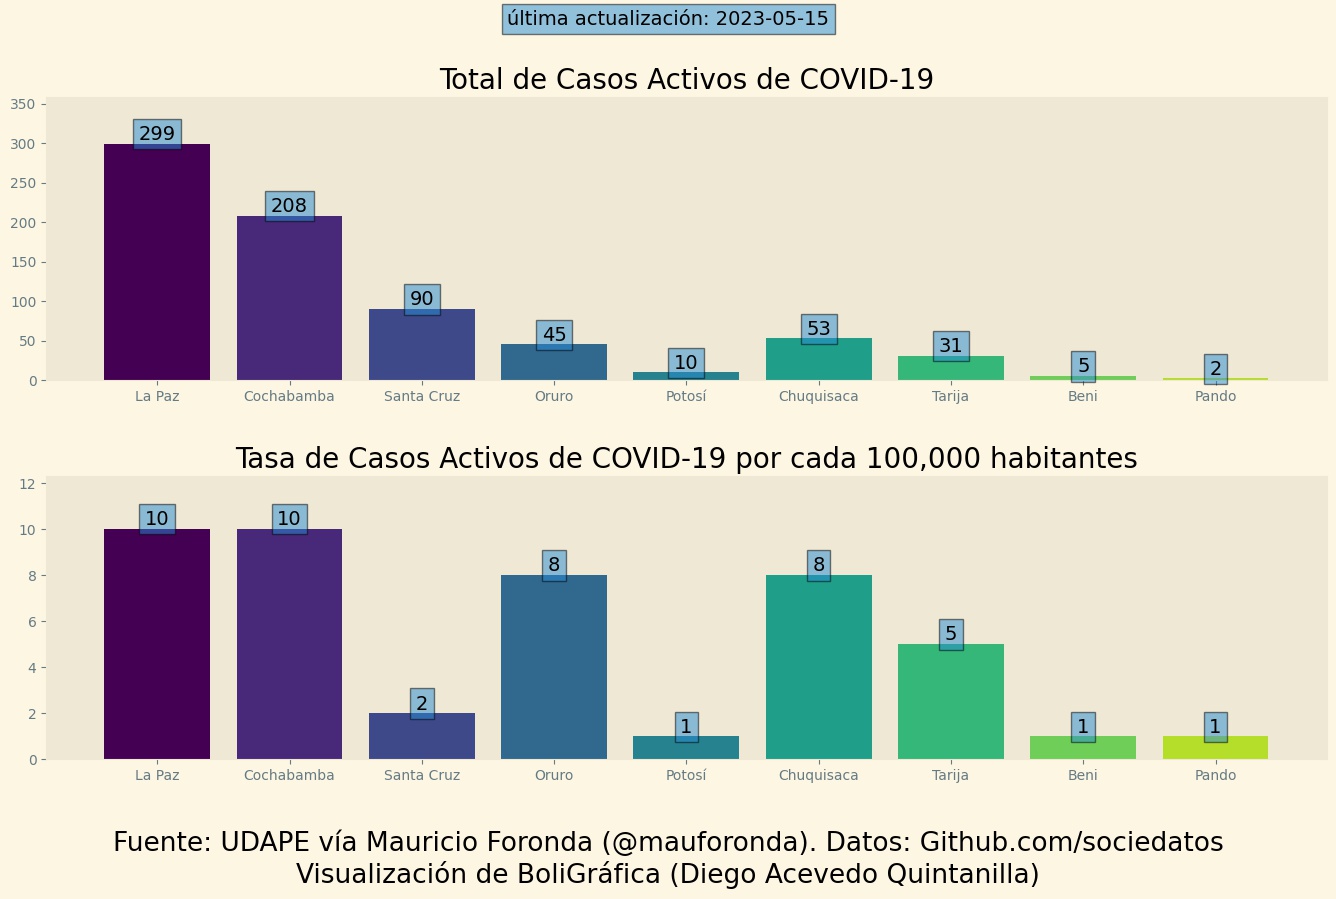 última actualización: 2023-05-15
Total de Casos Activos de COVID-19
350
300
250
200
150
100
50
0
299
208
90
45
10
53
31
5
2
La Paz
Cochabamba
Santa Cruz
Oruro
Potosí
Chuquisaca
Tarija
Beni
Pando
Tasa de Casos Activos de COVID-19 por cada 100,000 habitantes
12
10
8
6
4
2
0
10
10
2
8
1
8
5
1
1
La Paz
Cochabamba
Santa Cruz
Oruro
Potosí
Chuquisaca
Tarija
Beni
Pando
Fuente: UDAPE vía Mauricio Foronda (@mauforonda). Datos: Github.com/sociedatos
Visualización de BoliGráfica (Diego Acevedo Quintanilla)